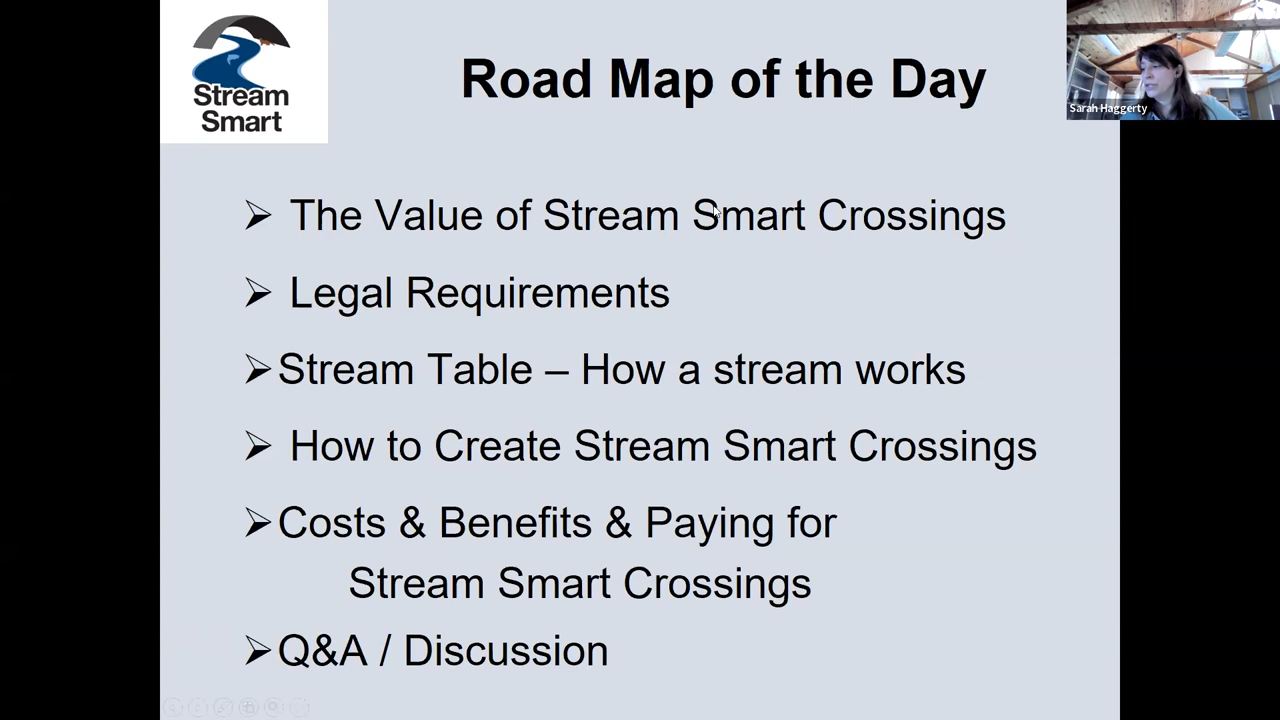 Stream
Smart
Road Map of the Day
Sarah Haggerty
➢ The Value of Stream Smart Crossings
➢ Legal Requirements
➢Stream Table – How a stream works
➢ How to Create Stream Smart Crossings
➢Costs & Benefits & Paying for
Stream Smart Crossings
➢Q&A / Discussion